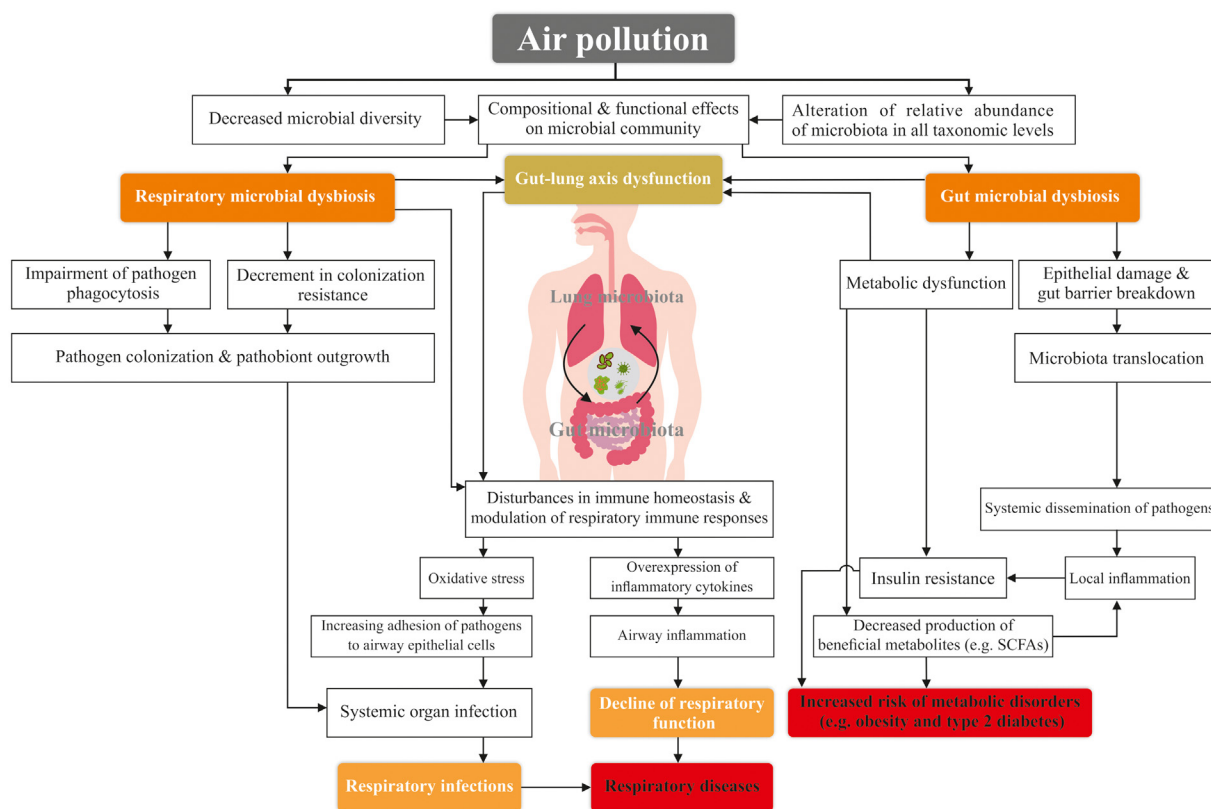 Air pollution
Decreased microbial diversity
Compositional & functional effects
on microbial community
Alteration of relative abundance
of microbiota in all taxonomic levels
Respiratory microbial dysbiosis
Gut-lung axis dysfunction
Gut microbial dysbiosis
Impairment of pathogen
phagocytosis
Decrement in colonization
resistance
Lung microbiota
Metabolic dysfunction
Epithelial damage &
gut barrier breakdown
Pathogen colonization & pathobiont outgrowth
Microbiota translocation
Gut microbiota
Disturbances in immune homeostasis &
modulation of respiratory immune responses
Systemic dissemination of pathogens
Oxidative stress
Overexpression of
inflammatory cytokines
Insulin resistance
Local inflammation
Increasing adhesion of pathogens
to airway epithelial cells
Airway inflammation
Decreased production of
beneficial metabolites (e.g. SCFAs)
Systemic organ infection
Decline of respiratory
function
Increased risk of metabolic disorders
(e.g. obesity and type 2 diabetes)
Respiratory infections
Respiratory diseases